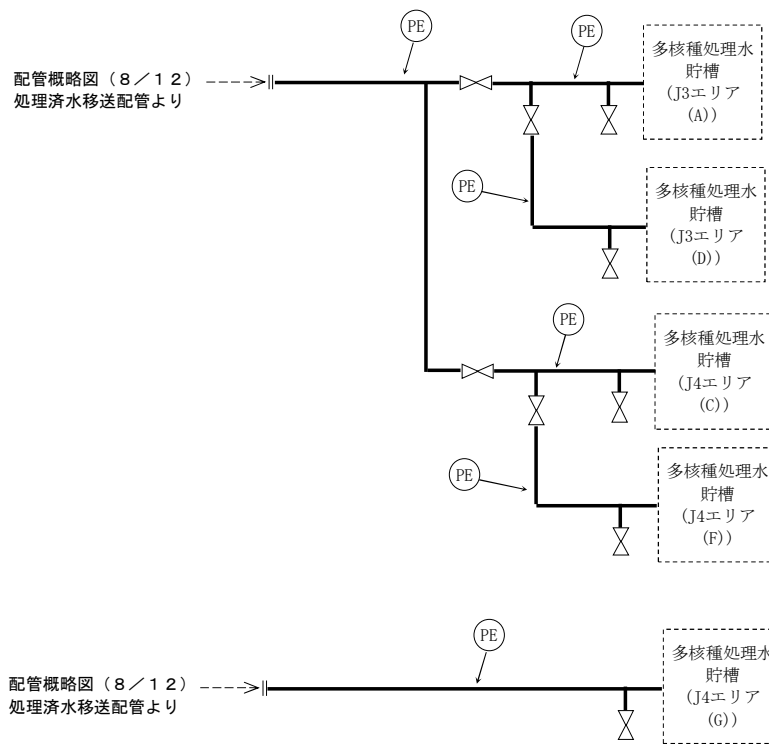 PE
PE
配管概略図（８／１２）
処理済水移送配管より
多核種処理水
貯槽
(J3エリア
(A))
PE
多核種処理水
貯槽
(J3エリア
(D))
PE
多核種処理水
貯槽
(J4エリア
(C))
PE
多核種処理水
貯槽
(J4エリア
(F))
PE
配管概略図（８／１２）
処理済水移送配管より
多核種処理水
貯槽
(J4エリア
(G))